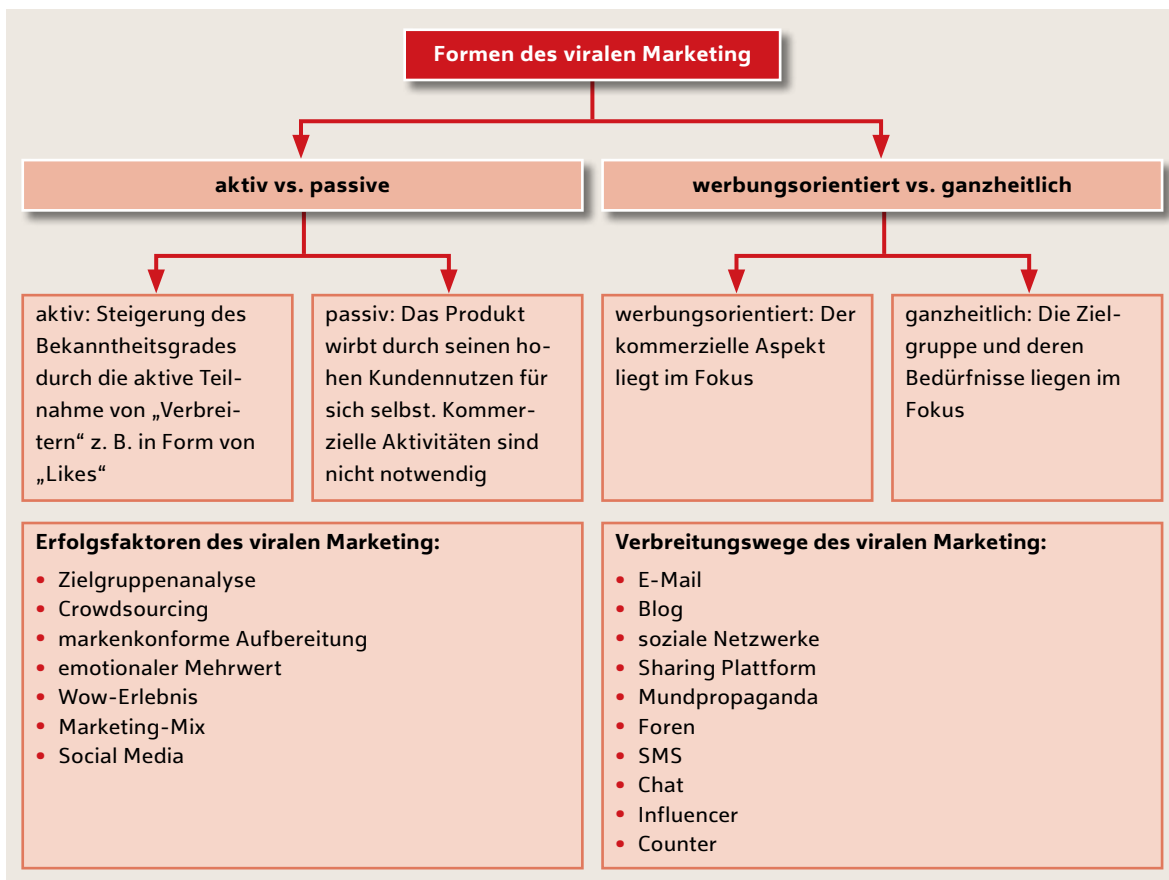 Formen des viralen Marketing
aktiv vs. passive
werbungsorientiert vs. ganzheitlich
aktiv: Steigerung des
Bekanntheitsgrades
durch die aktive Teil-
nahme von „Verbrei-
tern“ z. B. in Form von
„Likes“
passiv: Das Produkt
wirbt durch seinen ho-
hen Kundennutzen für
sich selbst. Kommer-
zielle Aktivitäten sind
nicht notwendig
werbungsorientiert: Der
kommerzielle Aspekt
liegt im Fokus
ganzheitlich: Die Ziel-
gruppe und deren
Bedürfnisse liegen im
Fokus
Erfolgsfaktoren des viralen Marketing:
• Zielgruppenanalyse
• Crowdsourcing
• markenkonforme Aufbereitung
• emotionaler Mehrwert
• Wow-Erlebnis
• Marketing-Mix
• Social Media
Verbreitungswege des viralen Marketing:
• E-Mail
• Blog
• soziale Netzwerke
• Sharing Plattform
• Mundpropaganda
• Foren
• SMS
• Chat
• Influencer
• Counter